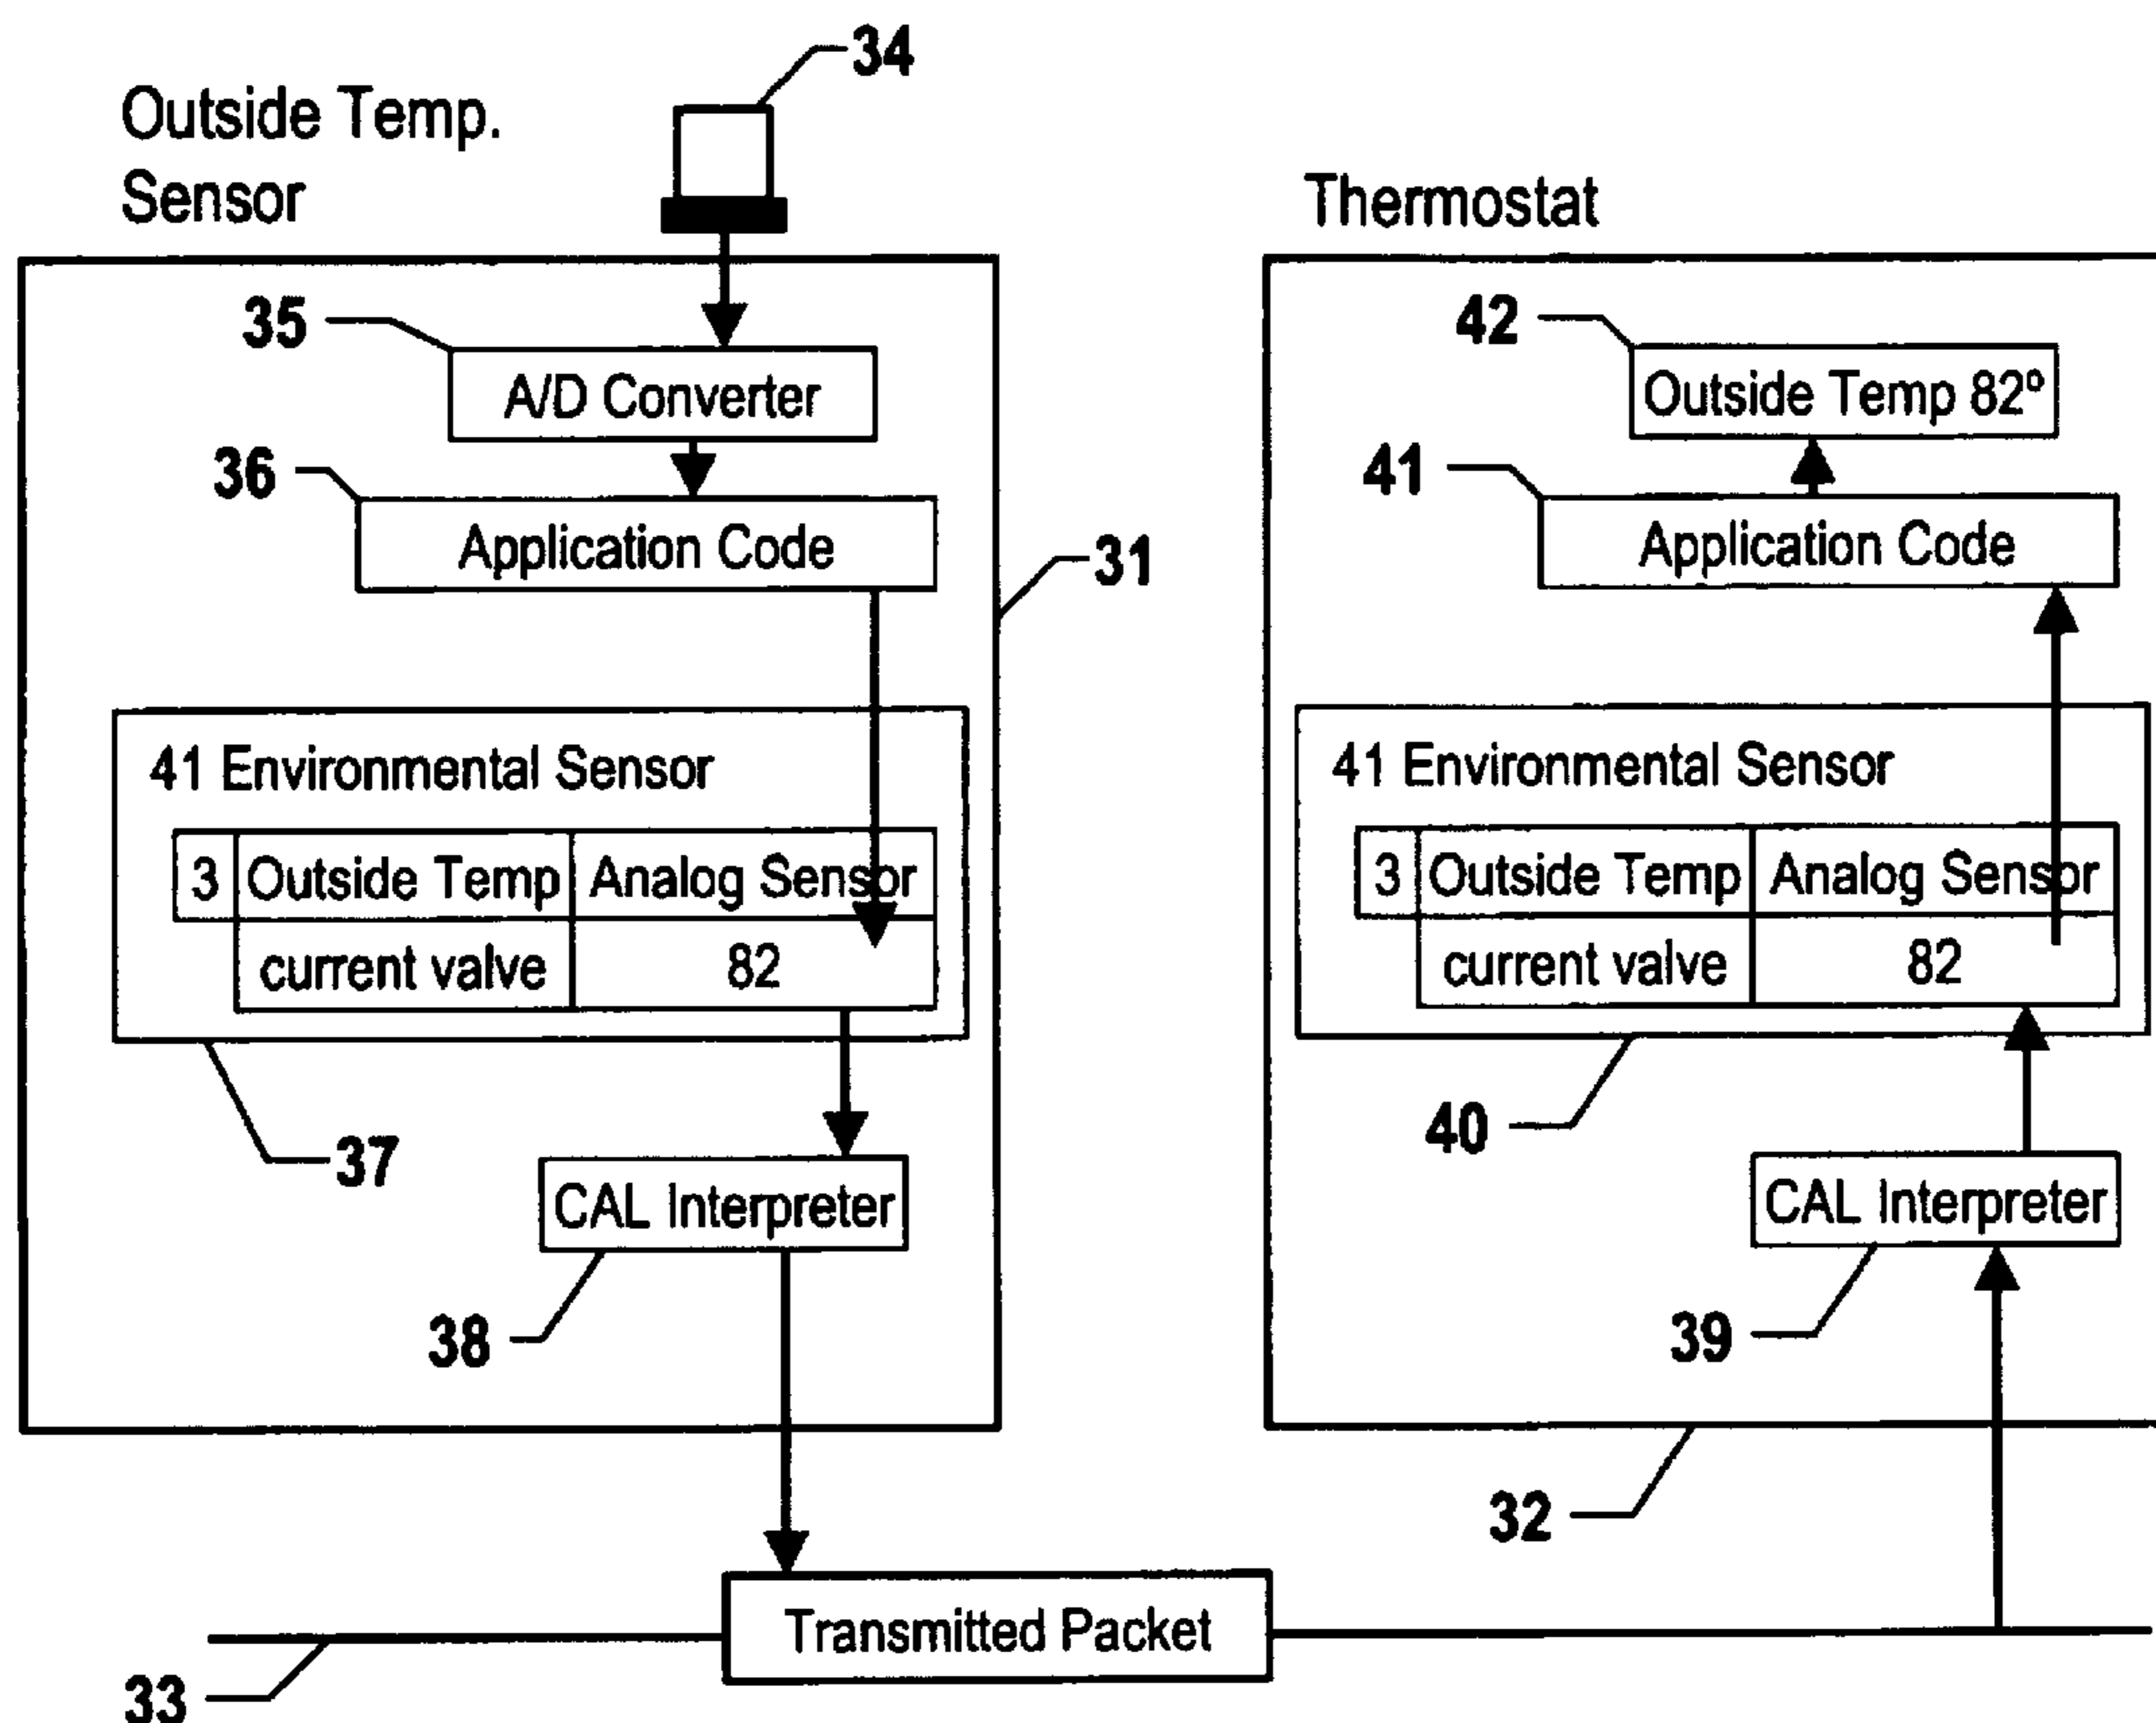 34
Outside Temp.
Sensor
35
A/D Converter
36
Application Code
31
41 Environmental Sensor
3 Outside Temp Analog Sensor
current valve 82
37
CAL Interpreter
38
Thermostat
42
Outside Temp 82º
41
Application Code
41 Environmental Sensor
3 Outside Temp Analog Sensor
current valve 82
40
CAL Interpreter
39
32
Transmitted Packet
33